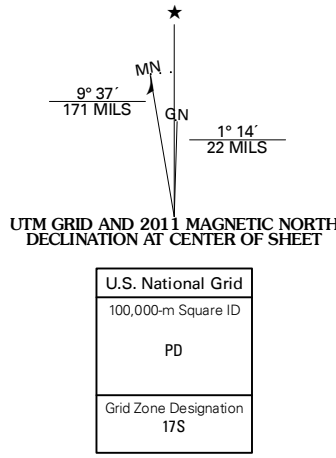 ★
MN
9° 37´
171 MILS
GN
1° 14´
22 MILS
UTM GRID AND 2011 MAGNETIC NORTH
DECLINATION AT CENTER OF SHEET
U.S. National Grid
100,000-m Square ID
PD
Grid Zone Designation
17S